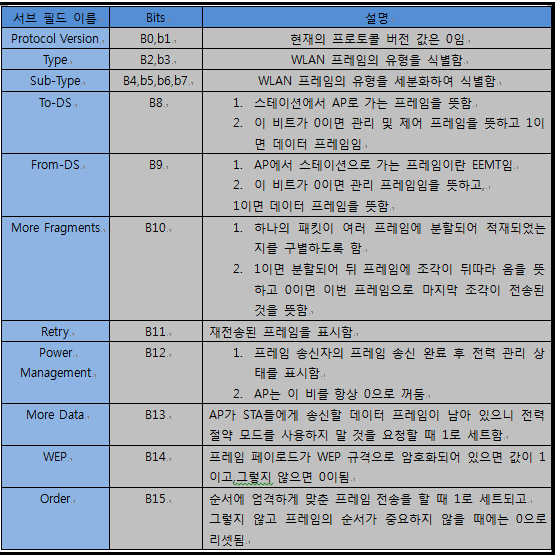 서브 필드 이름 Bits 설명
Protocol Version B0,b1 현재의 프로토콜 버전 값은 0임
Type B2,b3 WLAN 프레임의 유형을 식별함
Sub-Type B4,b5,b6,b7 WLAN 프레임의 유형을 세분화하여 식별함
To-DS B8 1. 스테이션에서 AP로 가는 프레임을 뜻함
2. 이 비트가 0이면 관리 및 제어 프레임을 뜻하고 1이
면 데이터 프레임임
From-DS B9 1. AP에서 스테이션으로 가는 프레임이란 EEMT임
2. 이 비트가 0이면 관리 프레임임을 뜻하고,
1이면 데이터 프레임을 뜻함
More Fragments B10 1. 하나의 패킷이 여러 프레임에 분할되어 적재되었는
지를 구별하도록 함
2. 1이면 분할되어 뒤 프레임에 조각이 뒤따라 옴을 뜻
하고 0이면 이번 프레임으로 마지막 조각이 전송된
것을 뜻함
Retry B11 재전송된 프레임을 표시함
Power B12 1. 프레임 송신자의 프레임 송신 완료 후 전력 관리 상
Management 태를 표시함
2. AP는 이 비를 항상 0으로 꺼둠
More Data B13 AP가 STA들에게 송신할 데이터 프레임이 남아 있으니 전력
절약 모드를 사용하지 말 것을 요청할 때 1로 세트함
WEP B14 프레임 페이로드가 WEP 규격으로 암호화되어 있으면 값이 1
이고,그렇지 않으면 0이됨
Order B15 순서에 엄격하게 맞춘 프레임 전송을 할 때 1로 세트되고
그렇지 않고 프레임의 순서가 중요하지 않을 때에는 0으로
리셋됨